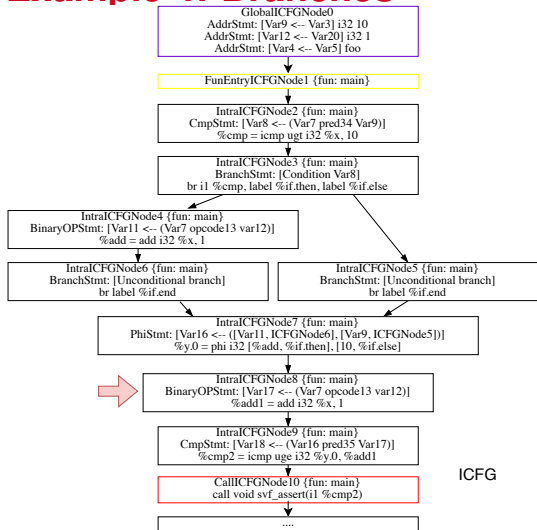 Example 4: Branches
GlobalICFGNode0
AddrStmt: [Var9 <-- Var3] i32 10
AddrStmt: [Var12 <-- Var20] i32 1
AddrStmt: [Var4 <-- Var5] foo
FunEntryICFGNode1 {fun: main}
IntraICFGNode2 {fun: main}
CmpStmt: [Var8 <-- (Var7 pred34 Var9)]
%cmp = icmp ugt i32 %x, 10
IntraICFGNode3 {fun: main}
BranchStmt: [Condition Var8]
br i1 %cmp, label %if.then, label %if.else
IntraICFGNode4 {fun: main}
BinaryOPStmt: [Var11 <-- (Var7 opcode13 var12)]
%add = add i32 %x, 1
IntraICFGNode6 {fun: main}
BranchStmt: [Unconditional branch]
br label %if.end
IntraICFGNode5 {fun: main}
BranchStmt: [Unconditional branch]
br label %if.end
IntraICFGNode7 {fun: main}
PhiStmt: [Var16 <-- ([Var11, ICFGNode6], [Var9, ICFGNode5])]
%y.0 = phi i32 [%add, %if.then], [10, %if.else]
IntraICFGNode8 {fun: main}
BinaryOPStmt: [Var17 <-- (Var7 opcode13 var12)]
%add1 = add i32 %x, 1
IntraICFGNode9 {fun: main}
CmpStmt: [Var18 <-- (Var16 pred35 Var17)]
%cmp2 = icmp uge i32 %y.0, %add1
ICFG
CallICFGNode10 {fun: main}
call void svf_assert(i1 %cmp2)
....